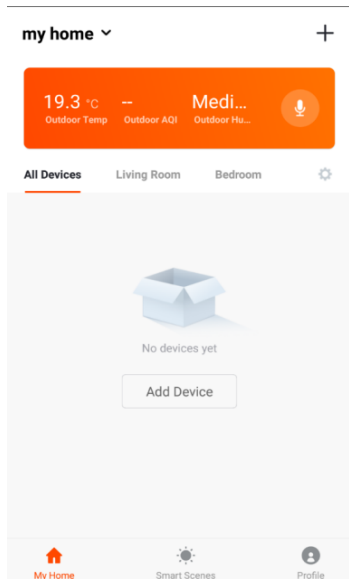 my home
19.3 °C -- Medi...
Outdoor Temp Outdoor AQI Outdoor Hu...
All Devices Living Room Bedroom
No devices yet
Add Device
My Home Smart Scenes Profile